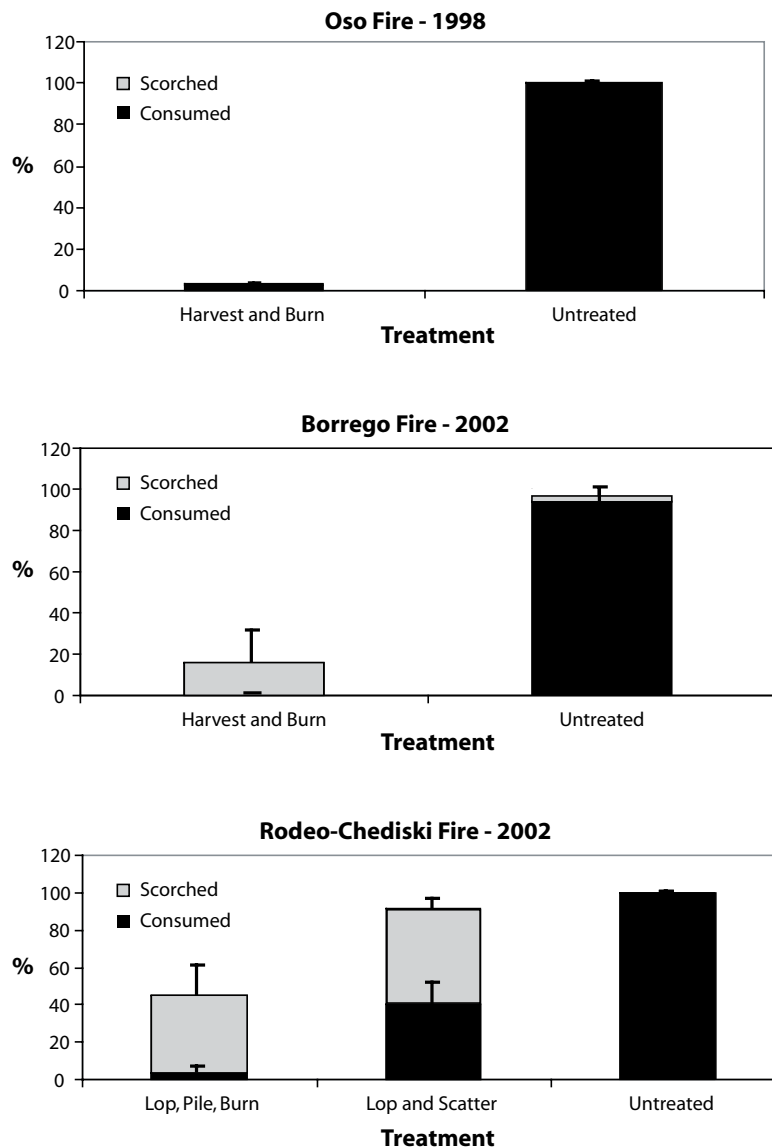 Oso Fire - 1998
120
100
80
60
40
20
0
%
Scorched
Consumed
Harvest and Burn Untreated
Treatment
Borrego Fire - 2002
120
100
80
60
40
20
0
%
Scorched
Consumed
Harvest and Burn Untreated
Treatment
Rodeo-Chediski Fire - 2002
120
100
80
60
40
20
0
%
Scorched
Consumed
Lop, Pile, Burn Lop and Scatter Untreated
Treatment